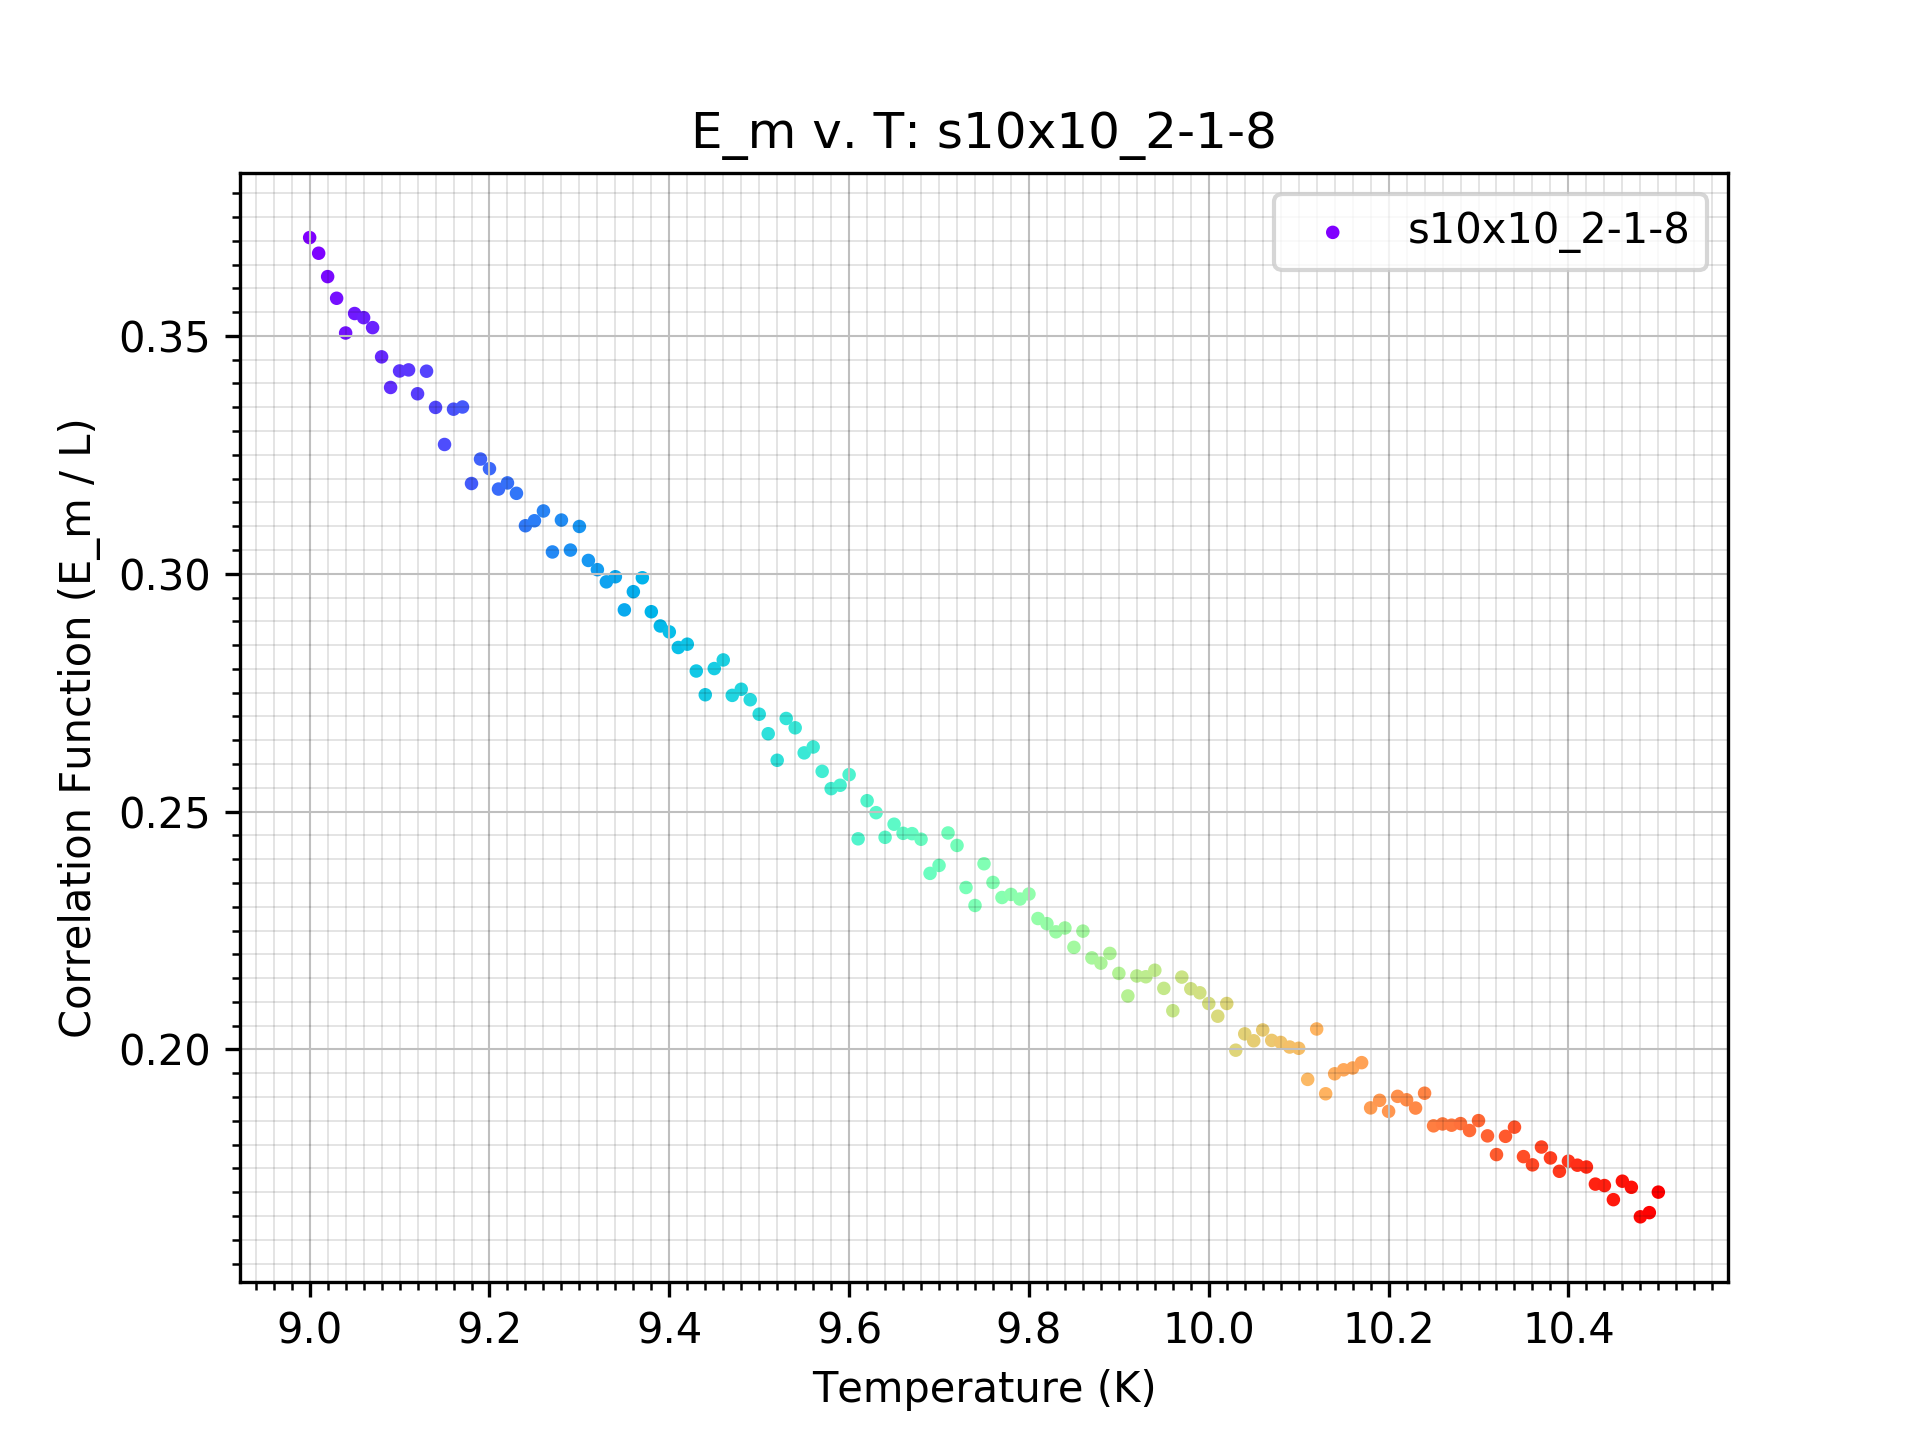 E_m v. T: s10x10_2-1-8
s10x10_2-1-8
Correlation Function (E_m / L)
0.35
0.30
0.25
0.20
9.0 9.2 9.4 9.6 9.8 10.0 10.2 10.4
Temperature (K)